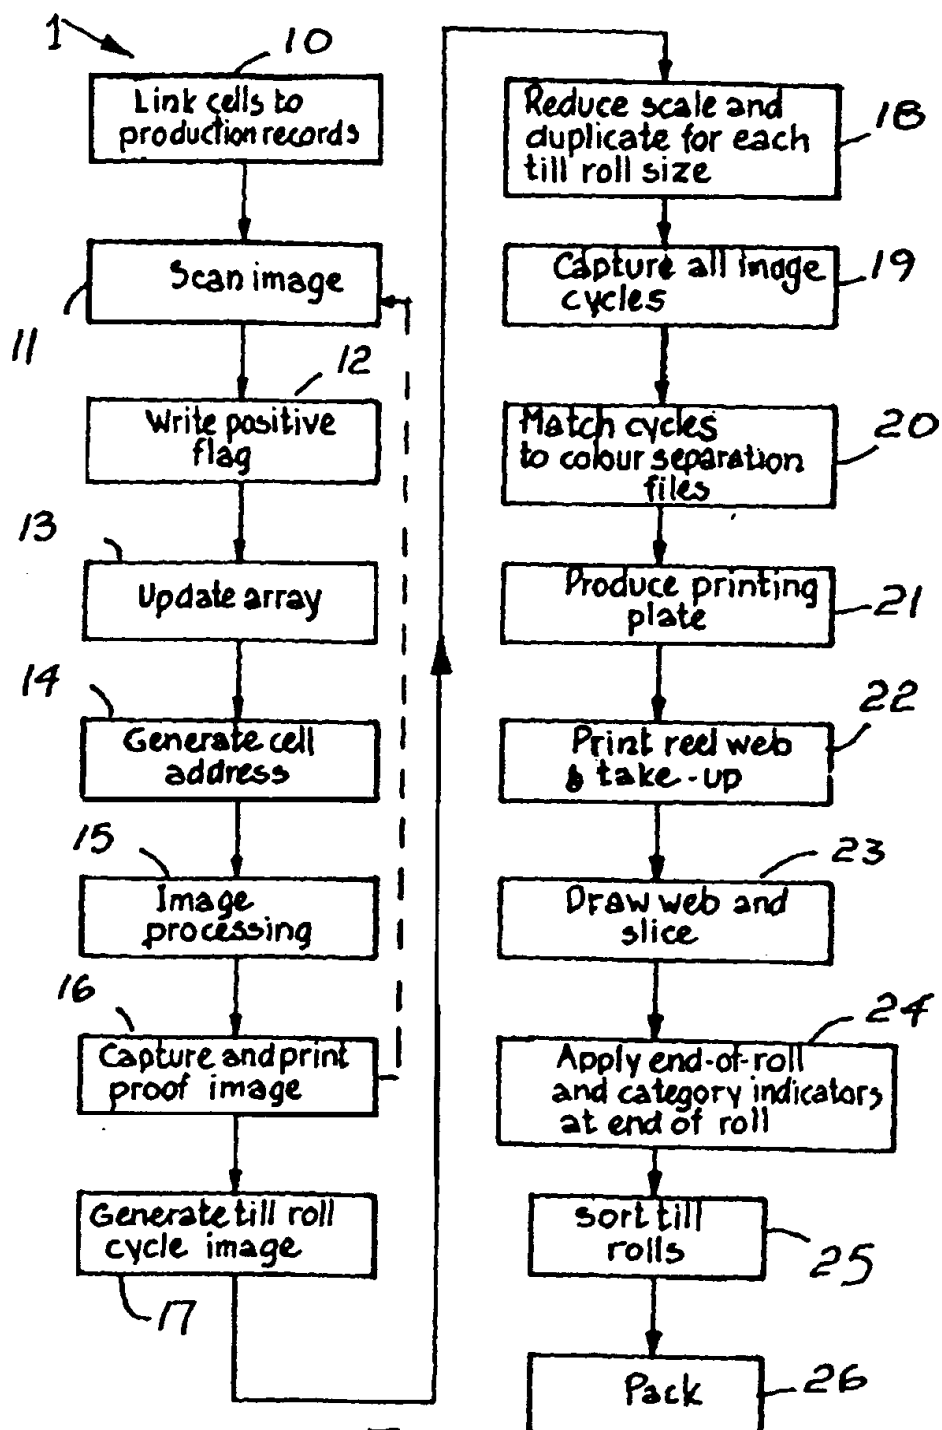 1
10
Link cells to
production records
Scan image
11
12
Write positive
flag
13
Update array
14
Generate cell
address
15
Image
processing
16
Capture and print
proof image
Generate till roll
cycle image
17
Reduce scale and
duplicate for each
till roll size
18
Capture all image
cycles
19
Match cycles
to colour separation
files
20
Produce printing
plate
21
22
Print reel web
& take-up
23
Draw web and
slice
24
Apply end-of-roll
and category indicators
at end of roll
Sort till
rolls
25
Pack
26